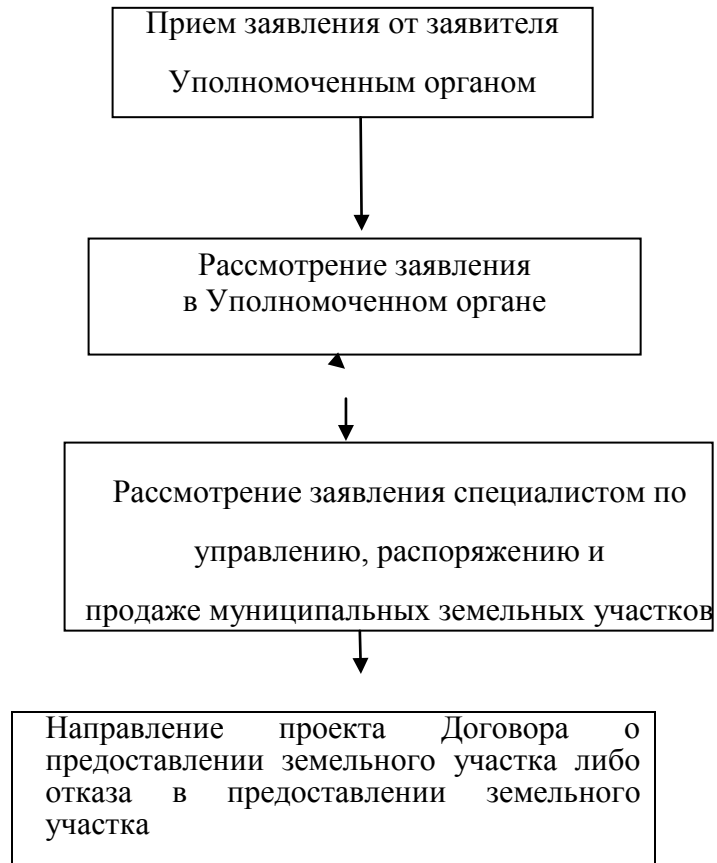 Прием заявления от заявителя
Уполномоченным органом
Рассмотрение заявления
в Уполномоченном органе
Рассмотрение заявления специалистом по
управлению, распоряжению и
продаже муниципальных земельных участков
Направление проекта Договора о
предоставлении земельного участка либо
отказа в предоставлении земельного
участка